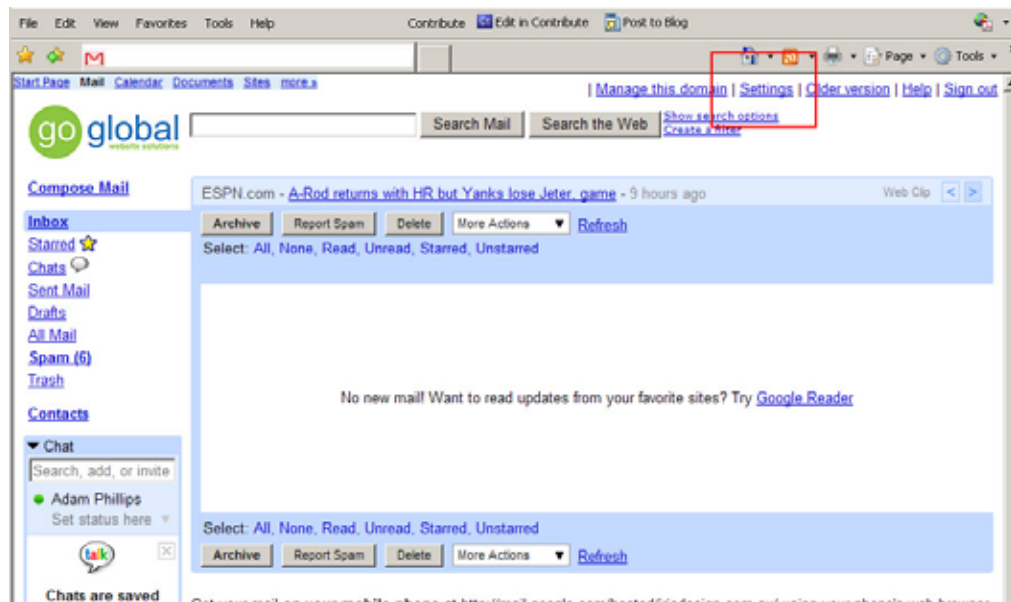 File Edit View Favorites Tools Help Contribute Edit in Contribute Post to Blog
Page Tools
Start Page Mail Calendar Documents Sites more »
| Manage this domain | Settings | Older version | Help | Sign out
go global
website solutions
Search Mail Search the Web Show search options
Create a filter
Compose Mail
ESPN.com - A-Rod returns with HR but Yanks lose Jeter, game - 9 hours ago Web Clip < >
Inbox
Archive Report Spam Delete More Actions Refresh
Starred
Select: All, None, Read, Unread, Starred, Unstarred
Chats
Sent Mail
Drafts
All Mail
Spam (6)
Trash
No new mail! Want to read updates from your favorite sites? Try Google Reader
Contacts
Chat
Search, add, or invite
Adam Phillips
Set status here
Select: All, None, Read, Unread, Starred, Unstarred
talk
Archive Report Spam Delete More Actions Refresh
Chats are saved